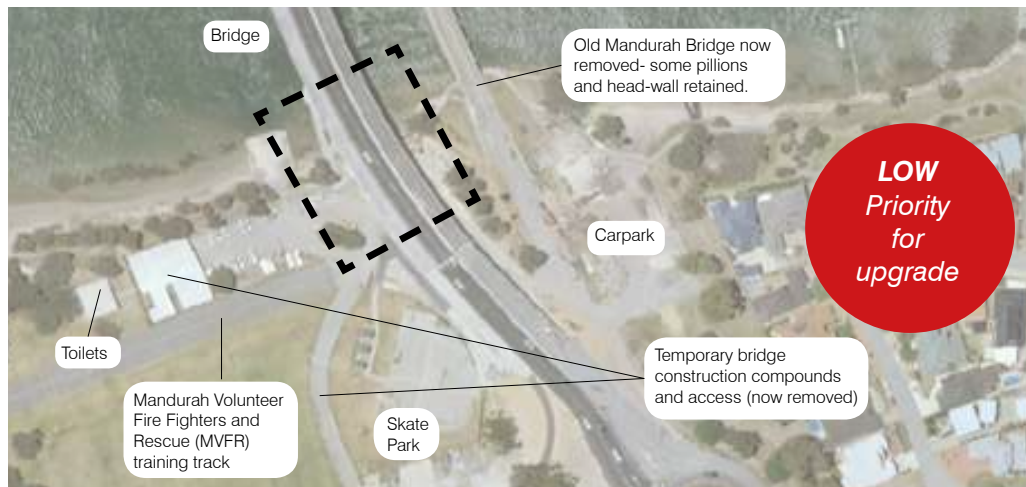 Bridge
Old Mandurah Bridge now
removed- some pillions
and head-wall retained.
LOW
Priority
for
upgrade
Carpark
Toilets
Temporary bridge
construction compounds
and access (now removed)
Mandurah Volunteer
Fire Fighters and
Rescue (MVFR)
training track
Skate
Park